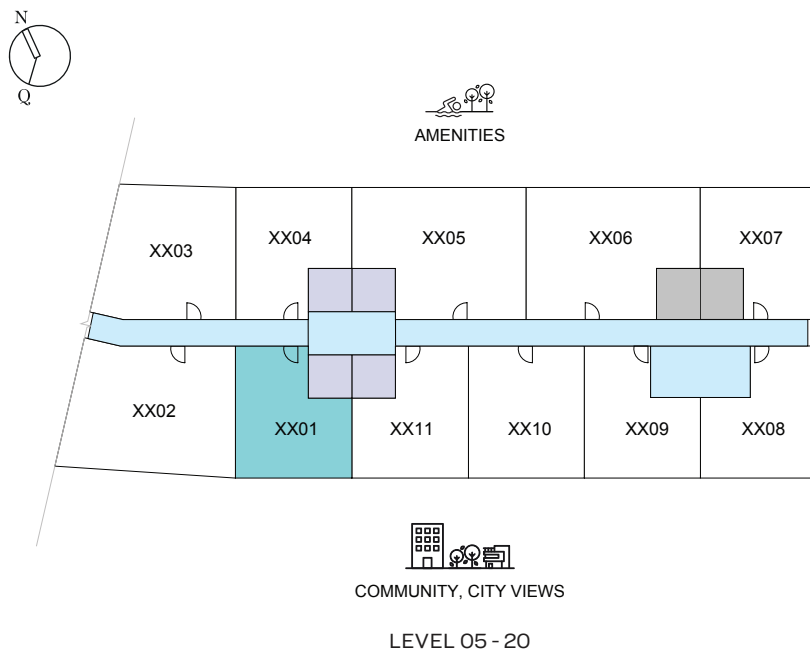 N
Q
AMENITIES
XX03
XX04
XX05
XX06
XX07
XX02
XX01
XX11
XX10
XX09
XX08
COMMUNITY, CITY VIEWS
LEVEL 05 - 20